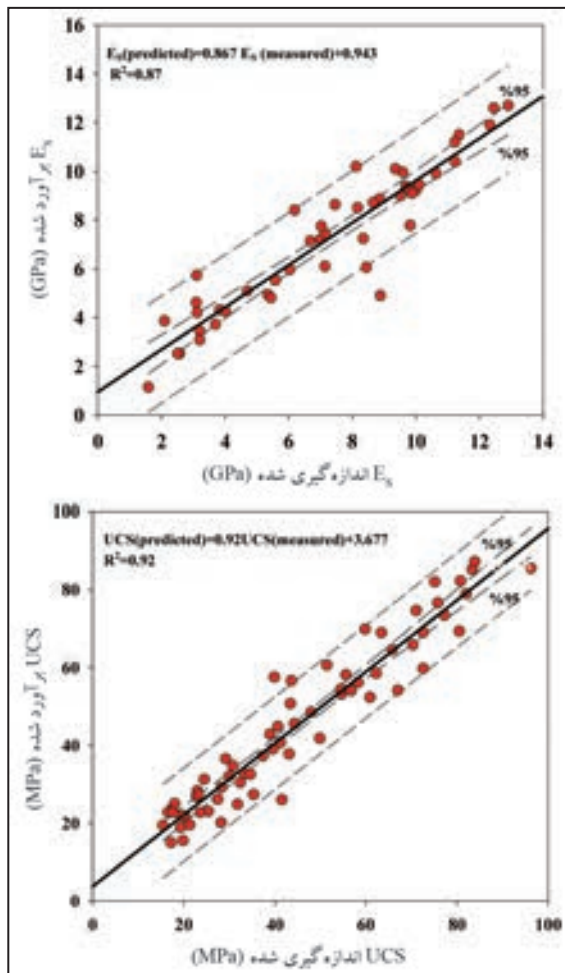 E_S(predicted)=0.867 E_S (measured)+0.943
R²=0.87
%95
%95
16
14
12
10
8
6
4
2
0
E_S برآورد شده (GPa)
0 2 4 6 8 10 12 14
E_S اندازه‌گیری شده (GPa)
UCS(predicted)=0.92UCS(measured)+3.677
R²=0.92
%95
%95
100
80
60
40
20
0
UCS برآورد شده (MPa)
0 20 40 60 80 100
UCS اندازه‌گیری شده (MPa)